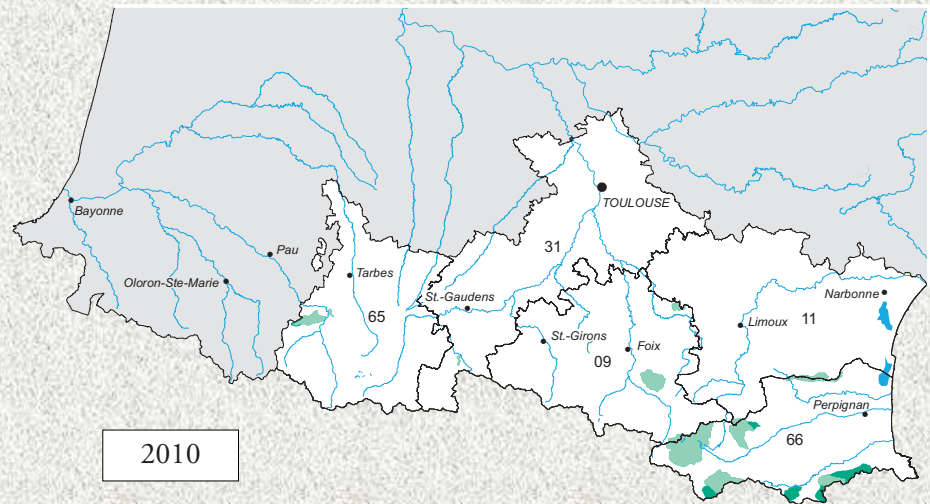 TOULOUSE
Bayonne
31
Pau
Tarbes
Oloron-Ste-Marie
St.-Gaudens
Narbonne
65
Limoux
11
St.-Girons
Foix
09
Perpignan
66
2010